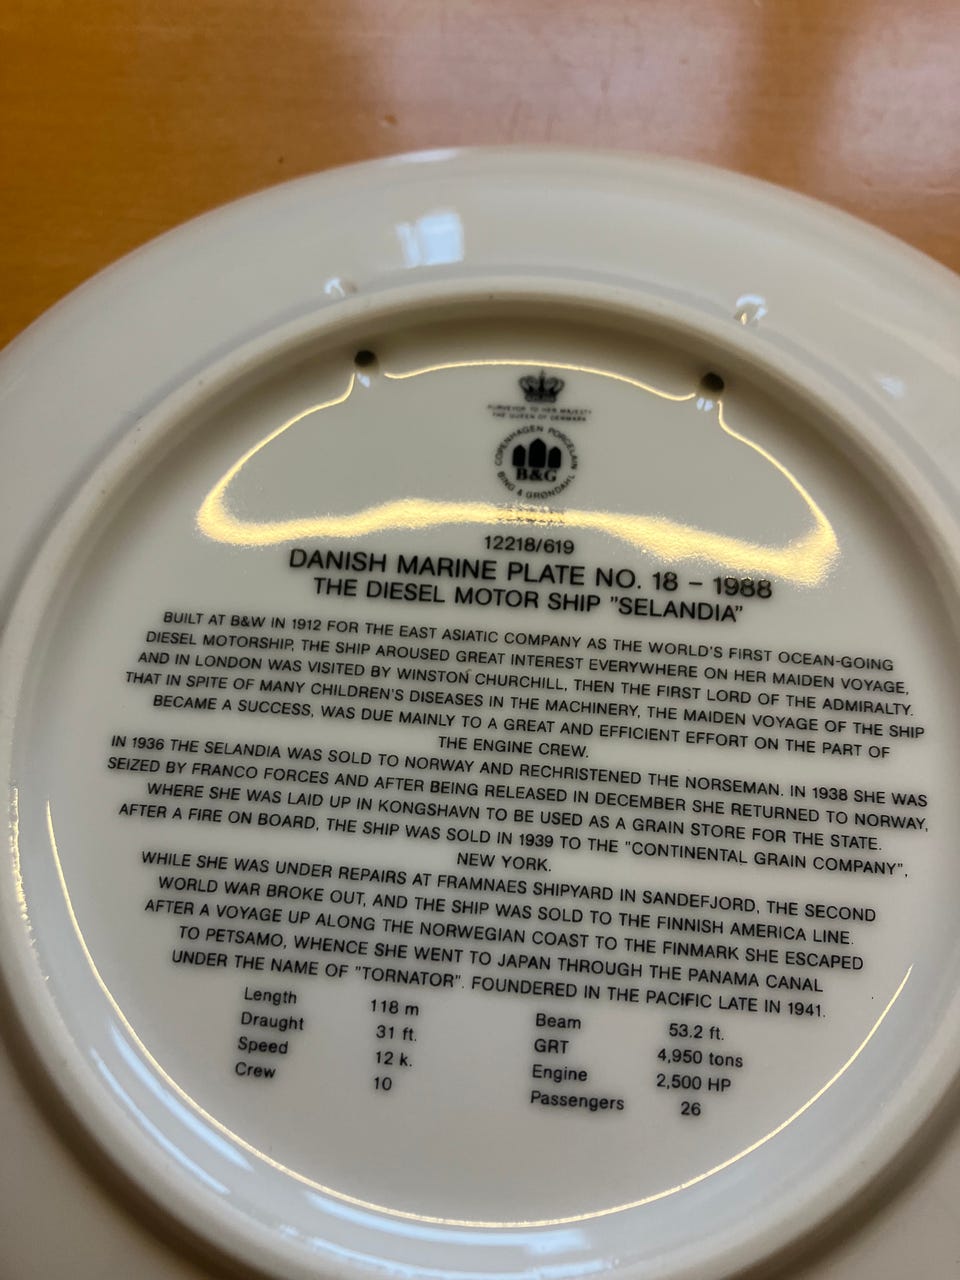 PURVEYOR TO HER MAJESTY
THE QUEEN OF DENMARK
COPENHAGEN PORCELAIN
B&G
BING & GRØNDAHL
12218/619
DANISH MARINE PLATE NO. 18 – 1988
THE DIESEL MOTOR SHIP "SELANDIA"
BUILT AT B&W IN 1912 FOR THE EAST ASIATIC COMPANY AS THE WORLD'S FIRST OCEAN-GOING
DIESEL MOTORSHIP, THE SHIP AROUSED GREAT INTEREST EVERYWHERE ON HER MAIDEN VOYAGE,
AND IN LONDON WAS VISITED BY WINSTON CHURCHILL, THEN THE FIRST LORD OF THE ADMIRALTY.
THAT IN SPITE OF MANY CHILDREN'S DISEASES IN THE MACHINERY, THE MAIDEN VOYAGE OF THE SHIP
BECAME A SUCCESS, WAS DUE MAINLY TO A GREAT AND EFFICIENT EFFORT ON THE PART OF
THE ENGINE CREW.
IN 1936 THE SELANDIA WAS SOLD TO NORWAY AND RECHRISTENED THE NORSEMAN. IN 1938 SHE WAS
SEIZED BY FRANCO FORCES AND AFTER BEING RELEASED IN DECEMBER SHE RETURNED TO NORWAY,
WHERE SHE WAS LAID UP IN KONGSHAVN TO BE USED AS A GRAIN STORE FOR THE STATE.
AFTER A FIRE ON BOARD, THE SHIP WAS SOLD IN 1939 TO THE "CONTINENTAL GRAIN COMPANY",
NEW YORK.
WHILE SHE WAS UNDER REPAIRS AT FRAMNAES SHIPYARD IN SANDEFJORD, THE SECOND
WORLD WAR BROKE OUT, AND THE SHIP WAS SOLD TO THE FINNISH AMERICA LINE.
AFTER A VOYAGE UP ALONG THE NORWEGIAN COAST TO THE FINMARK SHE ESCAPED
TO PETSAMO, WHENCE SHE WENT TO JAPAN THROUGH THE PANAMA CANAL
UNDER THE NAME OF "TORNATOR". FOUNDERED IN THE PACIFIC LATE IN 1941.
Length 118 m Beam 53.2 ft.
Draught 31 ft. GRT 4,950 tons
Speed 12 k. Engine 2,500 HP
Crew 10 Passengers 26